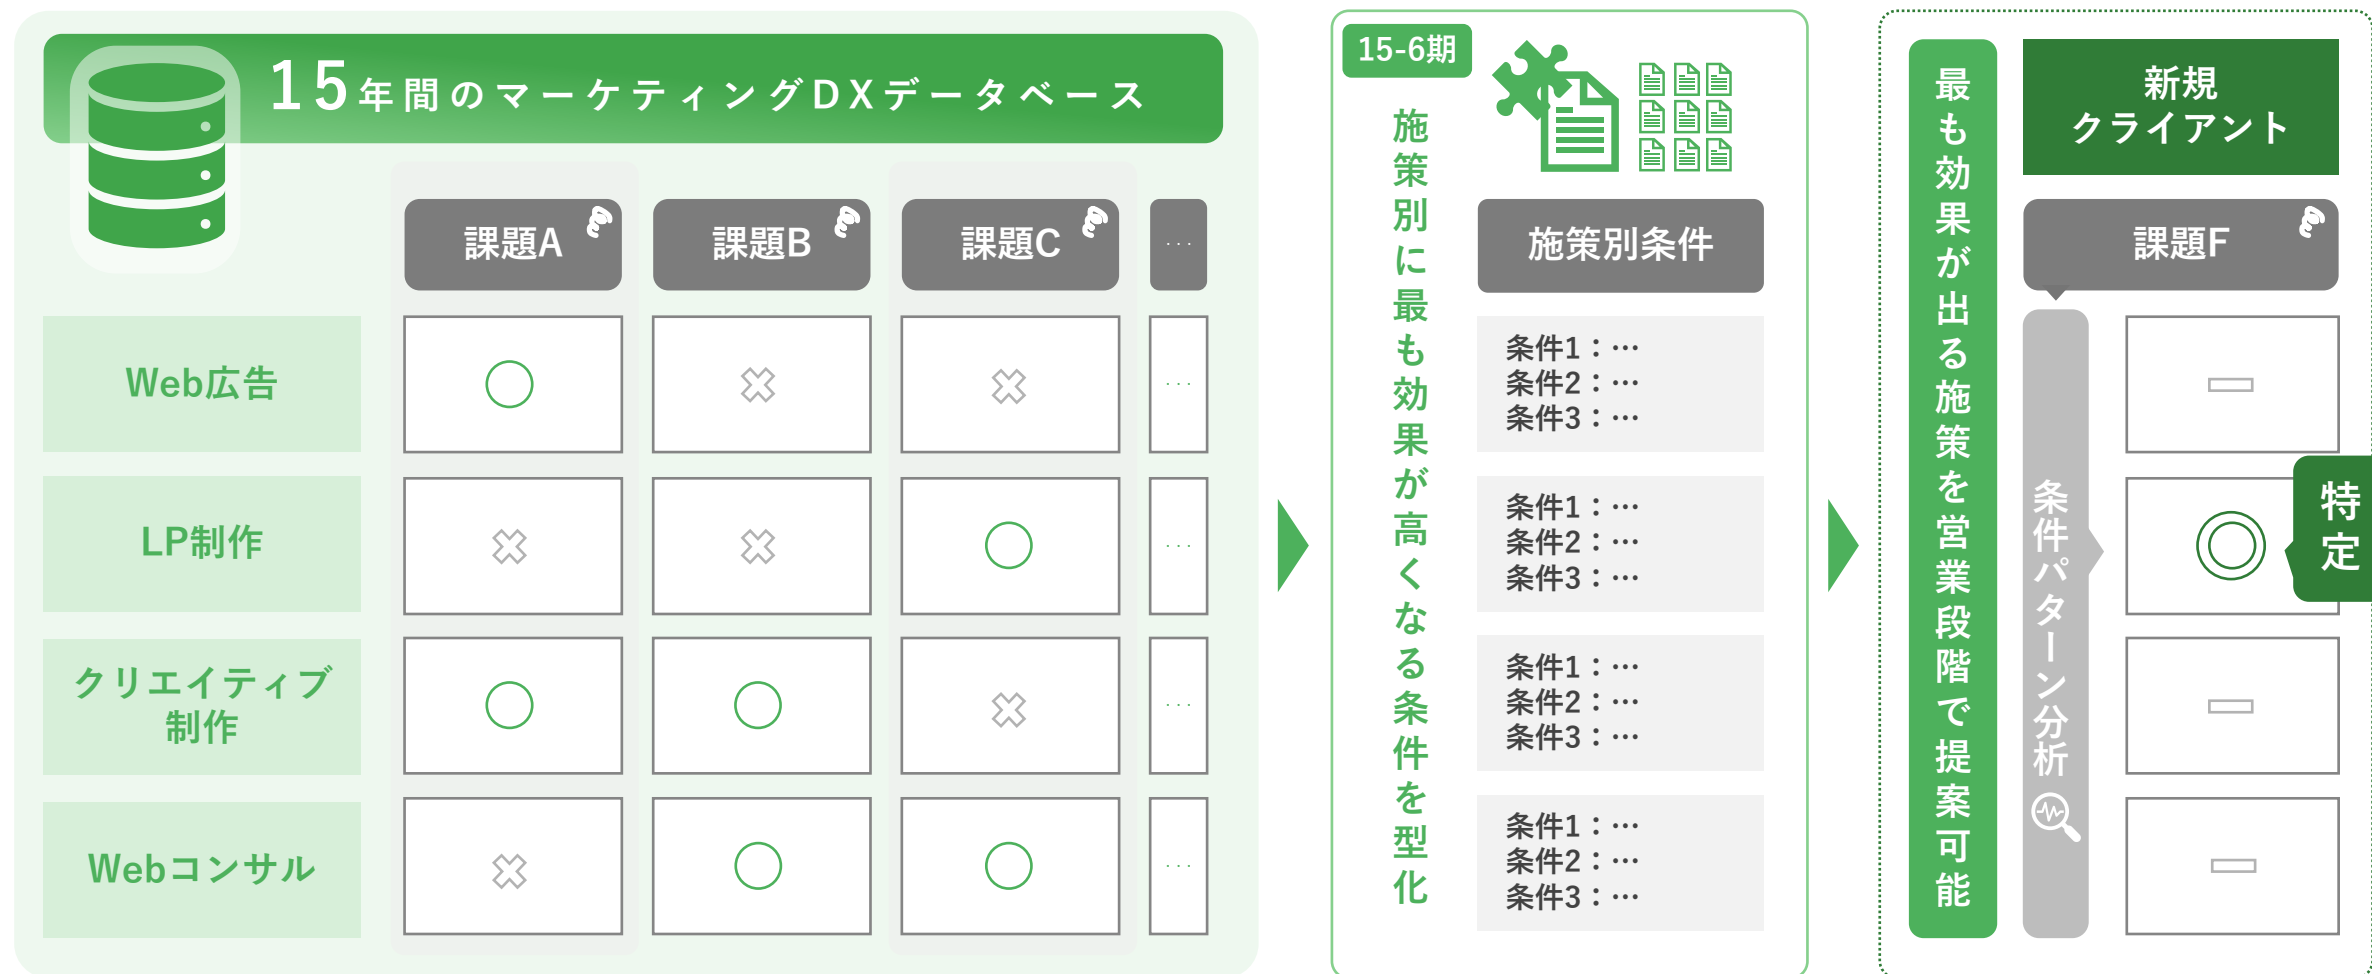 15年間のマーケティングDXデータベース
課題A
課題B
課題C
...
Web広告
...
LP制作
...
クリエイティブ
制作
...
Webコンサル
...
15-6期
施策別に最も効果が高くなる条件を型化
施策別条件
条件1：…
条件2：…
条件3：…
条件1：…
条件2：…
条件3：…
条件1：…
条件2：…
条件3：…
条件1：…
条件2：…
条件3：…
最も効果が出る施策を営業段階で提案可能
新規
クライアント
課題F
条件パターン分析
特定